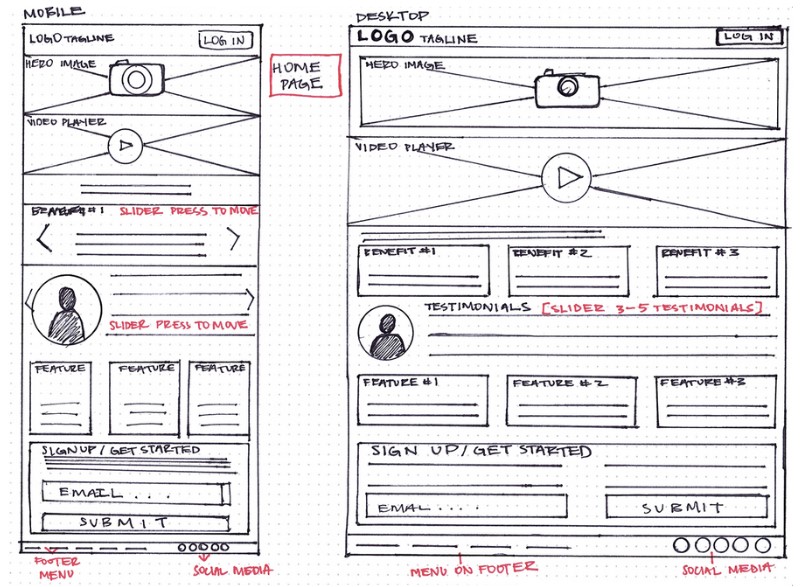 MOBILE
LOGO TAGLINE
LOG IN
HERO IMAGE
VIDEO PLAYER
#1 SLIDER PRESS TO MOVE
SLIDER PRESS TO MOVE
FEATURE FEATURE FEATURE
SIGN UP/GET STARTED
EMAIL . . .
SUBMIT
FOOTER
MENU
SOCIAL MEDIA
HOME
PAGE
DESKTOP
LOGO TAGLINE
LOG IN
HERO IMAGE
VIDEO PLAYER
BENEFIT #1 BENEFIT #2 BENEFIT #3
TESTIMONIALS [SLIDER 3-5 TESTIMONIALS]
FEATURE #1 FEATURE #2 FEATURE #3
SIGN UP/GET STARTED
EMAL . . . .
SUBMIT
MENU ON FOOTER
SOCIAL MEDIA